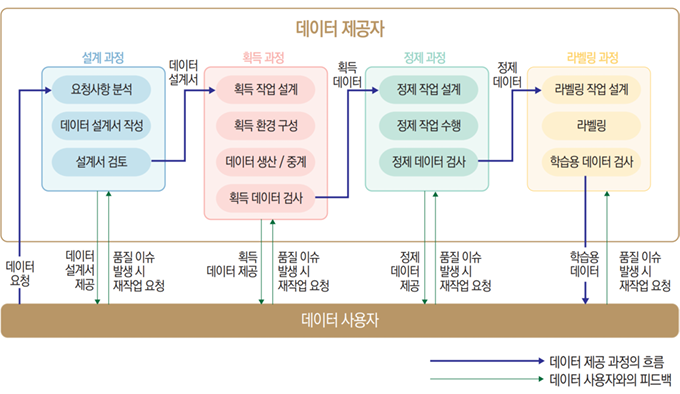 데이터 제공자
설계 과정
데이터
설계서
획득 과정
획득
데이터
정제 과정
정제
데이터
라벨링 과정
요청사항 분석
데이터 설계서 작성
설계서 검토
획득 작업 설계
획득 환경 구성
데이터 생산 / 중계
획득 데이터 검사
정제 작업 설계
정제 작업 수행
정제 데이터 검사
라벨링 작업 설계
라벨링
학습용 데이터 검사
데이터
요청
데이터
설계서
제공
품질 이슈
발생 시
재작업 요청
획득
데이터 제공
품질 이슈
발생 시
재작업 요청
정제
데이터
제공
품질 이슈
발생 시
재작업 요청
학습용
데이터
품질 이슈
발생 시
재작업 요청
데이터 사용자
데이터 제공 과정의 흐름
데이터 사용자와의 피드백